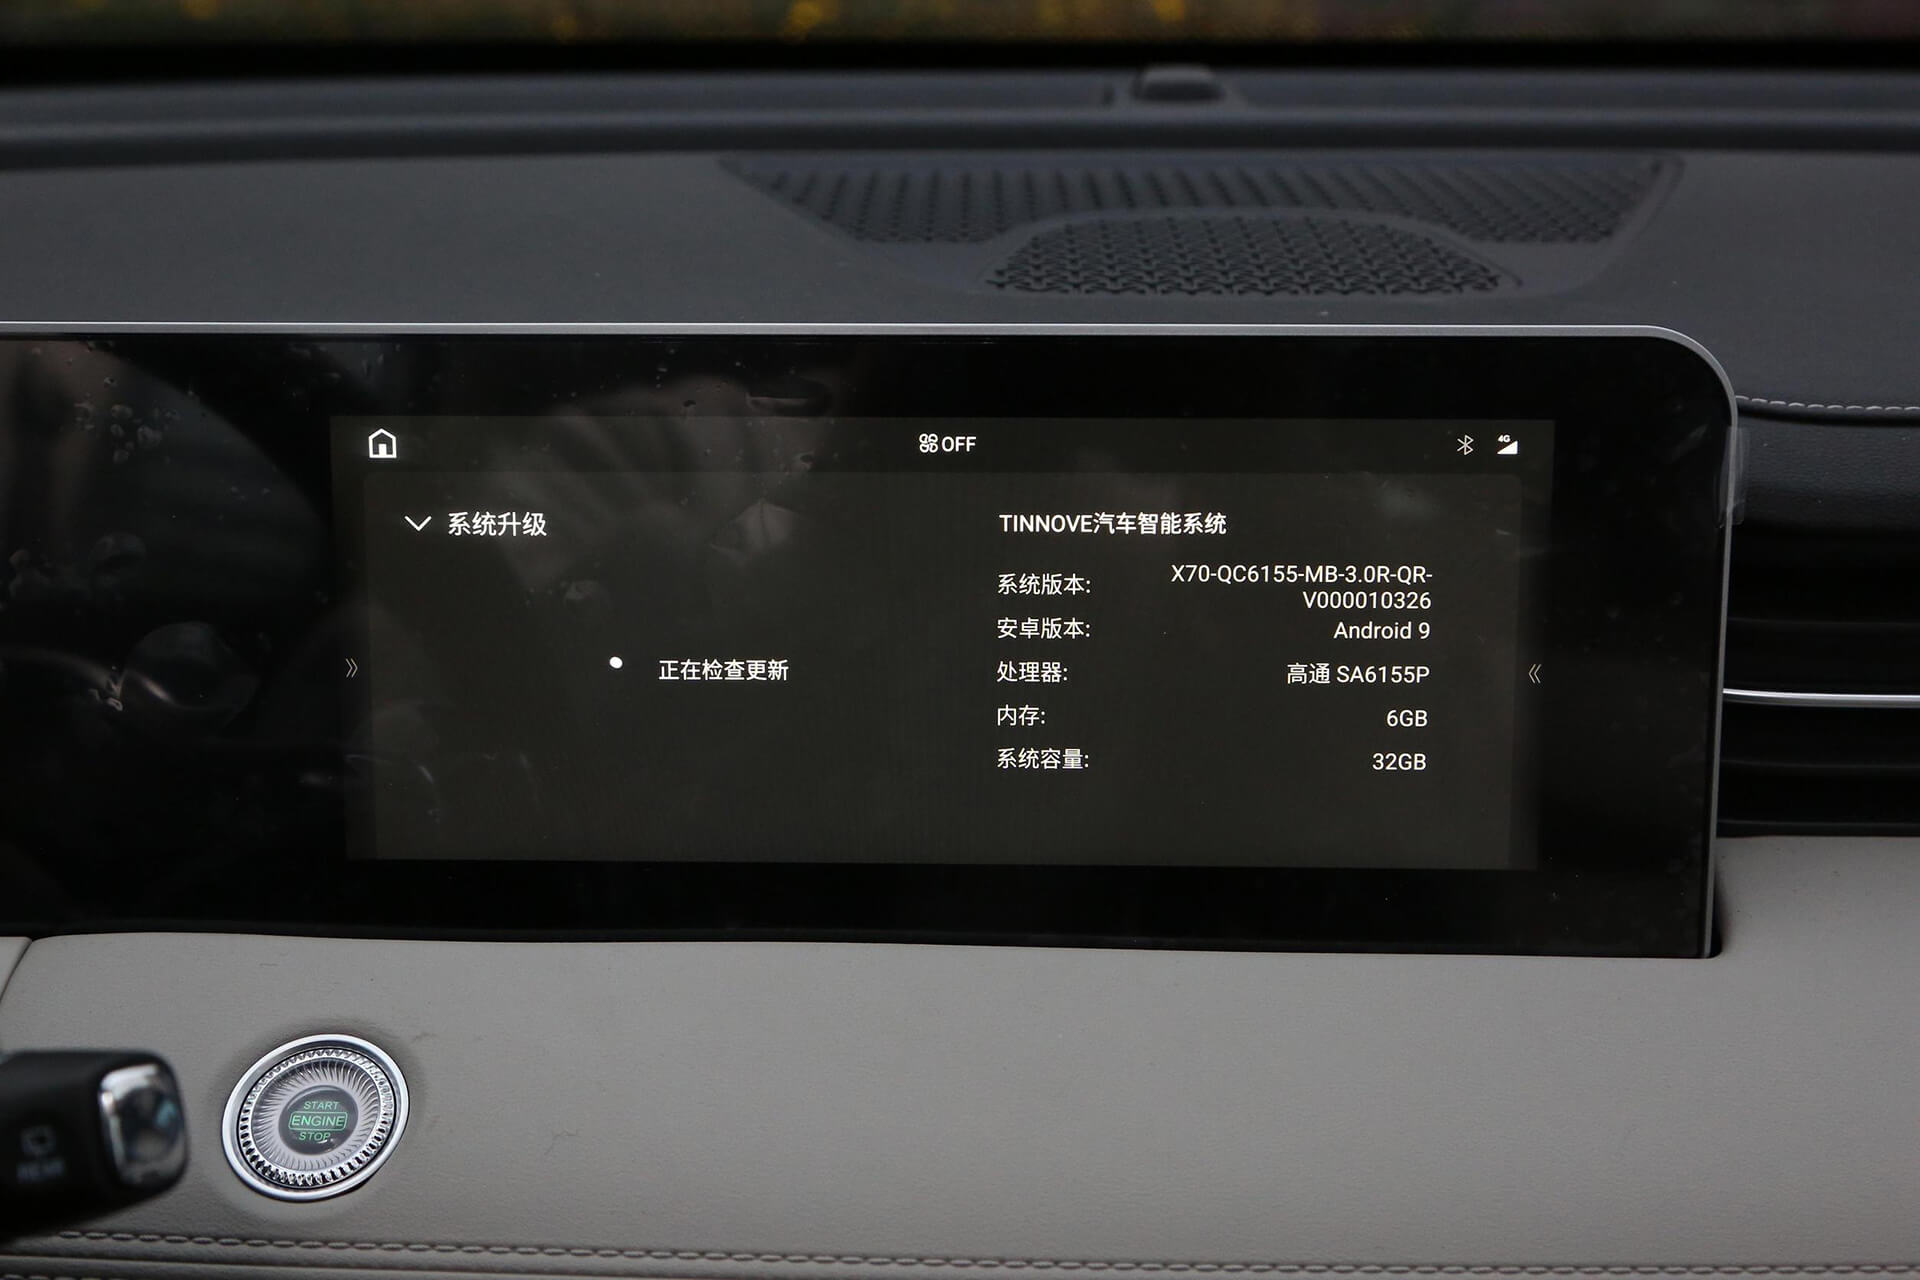 OFF
4G
系统升级
正在检查更新
TINNOVE汽车智能系统
系统版本: X70-QC6155-MB-3.0R-QR-
V000010326
安卓版本: Android 9
处理器: 高通 SA6155P
内存: 6GB
系统容量: 32GB
START
ENGINE
STOP